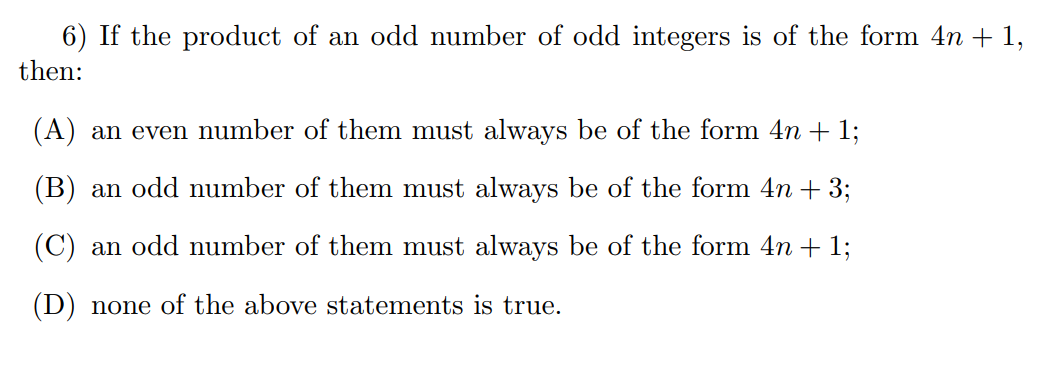 6) If the product of an odd number of odd integers is of the form 4n + 1,
then:
(A) an even number of them must always be of the form 4n + 1;
(B) an odd number of them must always be of the form 4n + 3;
(C) an odd number of them must always be of the form 4n + 1;
(D) none of the above statements is true.